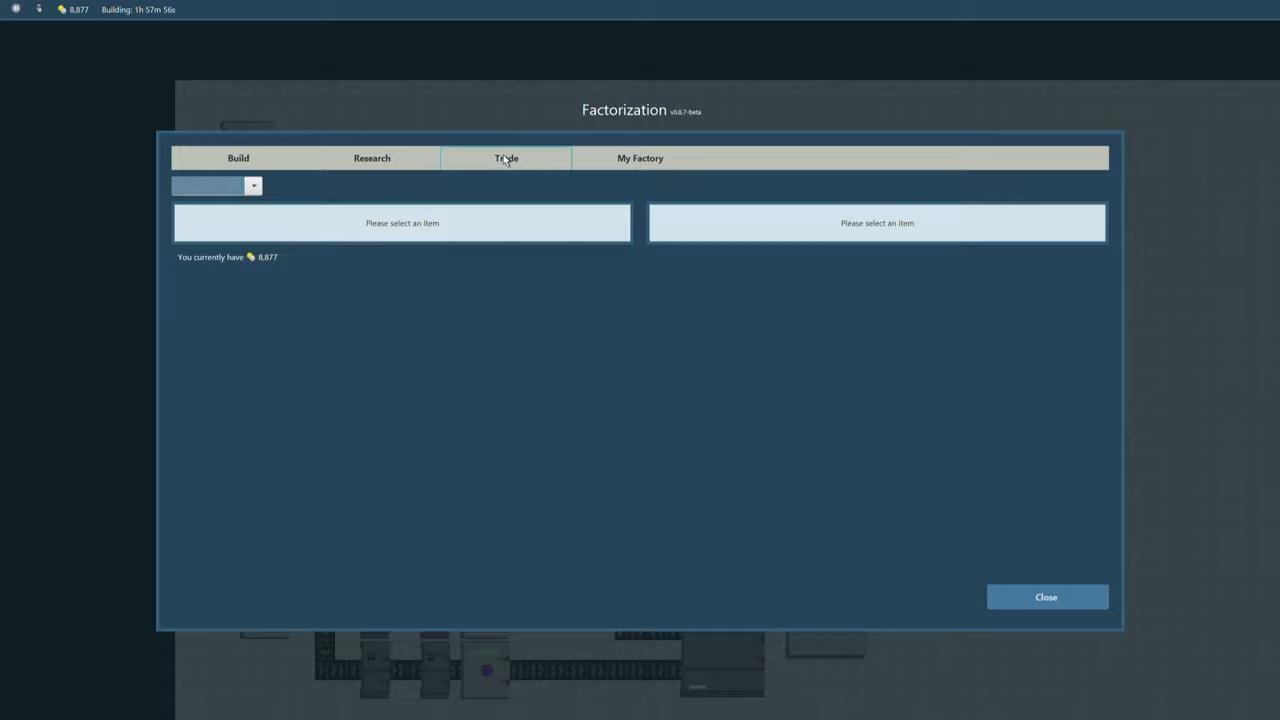 8,877 Building: 1h 57m 56s
Factorization v0.8.7-beta
Build Research Trade My Factory
Please select an item Please select an item
You currently have 8,877
Close